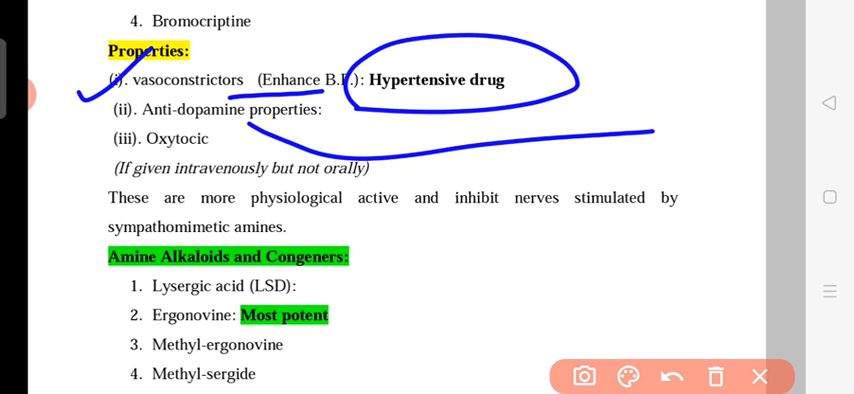 4. Bromocriptine
Properties:
(i). vasoconstrictors (Enhance B.P.): Hypertensive drug
(ii). Anti-dopamine properties:
(iii). Oxytocic
(If given intravenously but not orally)
These are more physiological active and inhibit nerves stimulated by
sympathomimetic amines.
Amine Alkaloids and Congeners:
1. Lysergic acid (LSD):
2. Ergonovine: Most potent
3. Methyl-ergonovine
4. Methyl-sergide